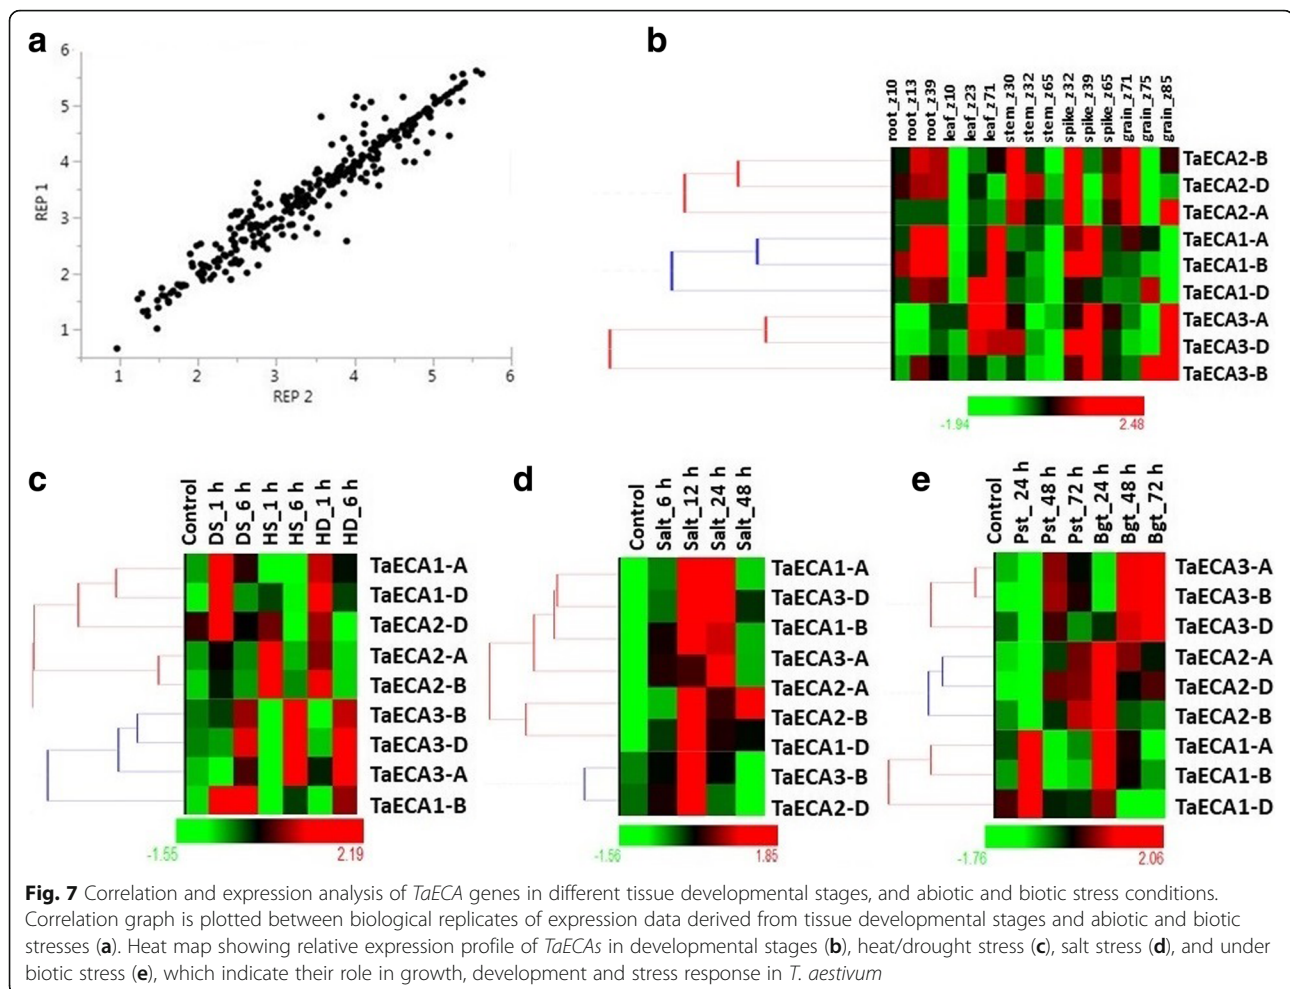 a
6
5
4
3
2
1
REP 1
1 2 3 4 5 6
REP 2
b
root_z10
root_z13
root_z39
leaf_z10
leaf_z23
leaf_z71
stem_z30
stem_z32
stem_z65
spike_z32
spike_z39
spike_z65
grain_z71
grain_z75
grain_z85
TaECA2-B
TaECA2-D
TaECA2-A
TaECA1-A
TaECA1-B
TaECA1-D
TaECA3-A
TaECA3-D
TaECA3-B
-1.94 2.48
c
Control
DS_1 h
DS_6 h
HS_1 h
HS_6 h
HD_1 h
HD_6 h
TaECA1-A
TaECA1-D
TaECA2-D
TaECA2-A
TaECA2-B
TaECA3-B
TaECA3-D
TaECA3-A
TaECA1-B
-1.55 2.19
d
Control
Salt_6 h
Salt_12 h
Salt_24 h
Salt_48 h
TaECA1-A
TaECA3-D
TaECA1-B
TaECA3-A
TaECA2-A
TaECA2-B
TaECA1-D
TaECA3-B
TaECA2-D
-1.56 1.85
e
Control
Pst_24 h
Pst_48 h
Pst_72 h
Bgt_24 h
Bgt_48 h
Bgt_72 h
TaECA3-A
TaECA3-B
TaECA3-D
TaECA2-A
TaECA2-D
TaECA2-B
TaECA1-A
TaECA1-B
TaECA1-D
-1.76 2.06
Fig. 7 Correlation and expression analysis of TaECA genes in different tissue developmental stages, and abiotic and biotic stress conditions.
Correlation graph is plotted between biological replicates of expression data derived from tissue developmental stages and abiotic and biotic
stresses (a). Heat map showing relative expression profile of TaECAs in developmental stages (b), heat/drought stress (c), salt stress (d), and under
biotic stress (e), which indicate their role in growth, development and stress response in T. aestivum